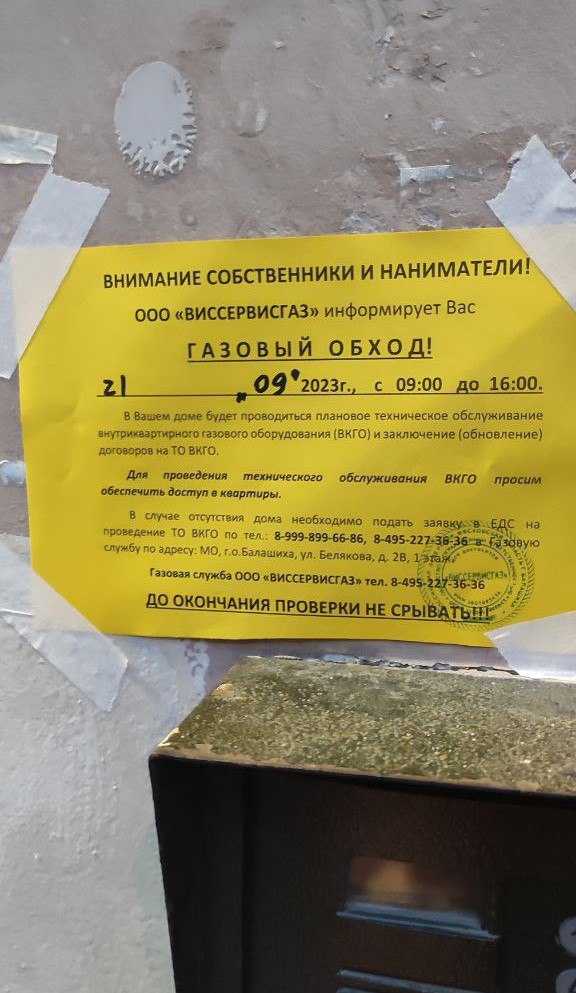 ВНИМАНИЕ СОБСТВЕННИКИ И НАНИМАТЕЛИ!
ООО «ВИССЕРВИСГАЗ» информирует Вас
ГАЗОВЫЙ ОБХОД!
21 „09" 2023г., с 09:00 до 16:00.
В Вашем доме будет проводиться плановое техническое обслуживание
внутриквартирного газового оборудования (ВКГО) и заключение (обновление)
договоров на ТО ВКГО.
Для проведения технического обслуживания ВКГО просим
обеспечить доступ в квартиры.
В случае отсутствия дома необходимо подать заявку в ЕДС на
проведение ТО ВКГО по тел.: 8-999-899-66-86, 8-495-227-36-36 в Газовую
службу по адресу: МО, г.о.Балашиха, ул. Белякова, д. 2В, 1 этаж.
Газовая служба ООО «ВИССЕРВИСГАЗ» тел. 8-495-227-36-36
ДО ОКОНЧАНИЯ ПРОВЕРКИ НЕ СРЫВАТЬ!!!
«ВИССЕРВИСГАЗ»